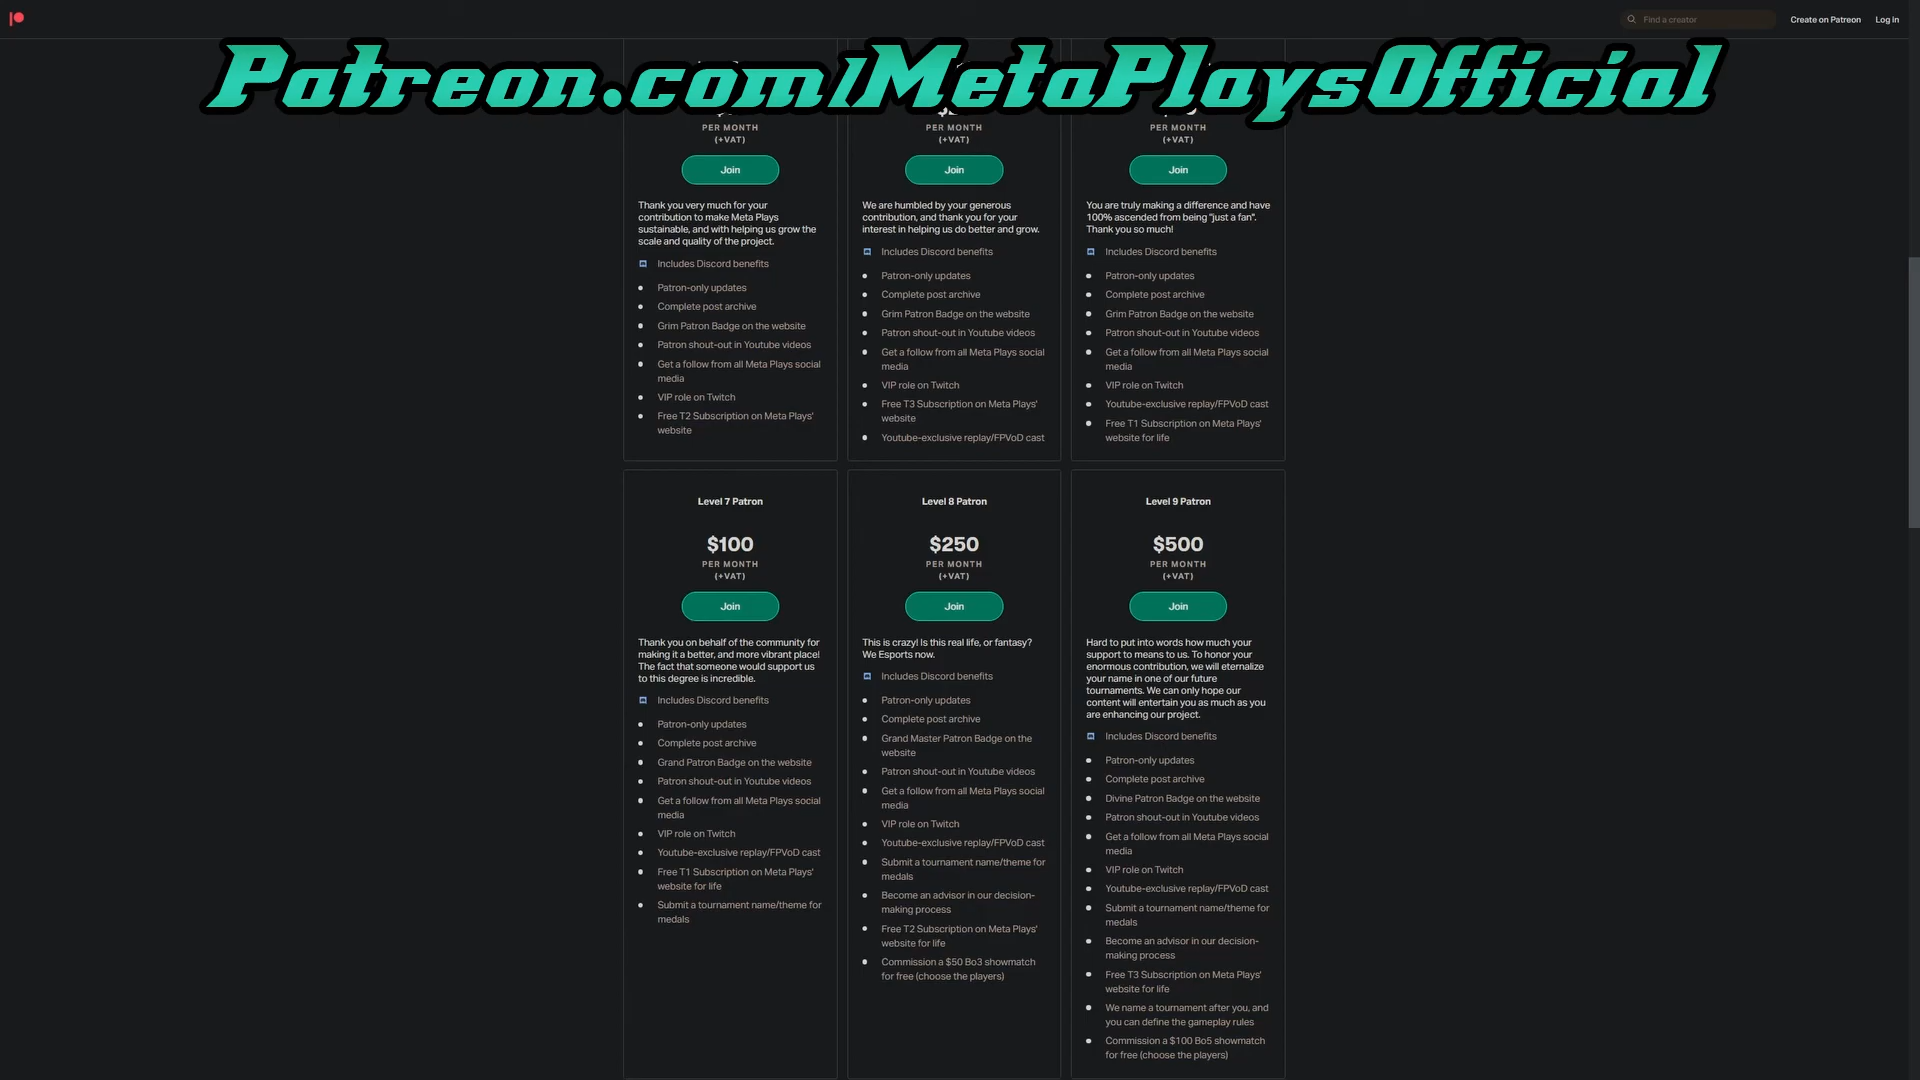 Find a creator
Create on Patreon
Log in
Patreon.com/MetaPlaysOfficial
PER MONTH
(+VAT)
Join
Thank you very much for your
contribution to make Meta Plays
sustainable, and with helping us grow the
scale and quality of the project.
Includes Discord benefits
Patron-only updates
Complete post archive
Grim Patron Badge on the website
Patron shout-out in Youtube videos
Get a follow from all Meta Plays social
media
VIP role on Twitch
Free T2 Subscription on Meta Plays'
website
PER MONTH
(+VAT)
Join
We are humbled by your generous
contribution, and thank you for your
interest in helping us do better and grow.
Includes Discord benefits
Patron-only updates
Complete post archive
Grim Patron Badge on the website
Patron shout-out in Youtube videos
Get a follow from all Meta Plays social
media
VIP role on Twitch
Free T3 Subscription on Meta Plays'
website
Youtube-exclusive replay/FPVoD cast
PER MONTH
(+VAT)
Join
You are truly making a difference and have
100% ascended from being "just a fan".
Thank you so much!
Includes Discord benefits
Patron-only updates
Complete post archive
Grim Patron Badge on the website
Patron shout-out in Youtube videos
Get a follow from all Meta Plays social
media
VIP role on Twitch
Youtube-exclusive replay/FPVoD cast
Free T1 Subscription on Meta Plays'
website for life
Level 7 Patron
$100
PER MONTH
(+VAT)
Join
Thank you on behalf of the community for
making it a better, and more vibrant place!
The fact that someone would support us
to this degree is incredible.
Includes Discord benefits
Patron-only updates
Complete post archive
Grand Patron Badge on the website
Patron shout-out in Youtube videos
Get a follow from all Meta Plays social
media
VIP role on Twitch
Youtube-exclusive replay/FPVoD cast
Free T1 Subscription on Meta Plays'
website for life
Submit a tournament name/theme for
medals
Level 8 Patron
$250
PER MONTH
(+VAT)
Join
This is crazy! Is this real life, or fantasy?
We Esports now.
Includes Discord benefits
Patron-only updates
Complete post archive
Grand Master Patron Badge on the
website
Patron shout-out in Youtube videos
Get a follow from all Meta Plays social
media
VIP role on Twitch
Youtube-exclusive replay/FPVoD cast
Submit a tournament name/theme for
medals
Become an advisor in our decision-
making process
Free T2 Subscription on Meta Plays'
website for life
Commission a $50 Bo3 showmatch
for free (choose the players)
Level 9 Patron
$500
PER MONTH
(+VAT)
Join
Hard to put into words how much your
support to means to us. To honor your
enormous contribution, we will eternalize
your name in one of our future
tournaments. We can only hope our
content will entertain you as much as you
are enhancing our project.
Includes Discord benefits
Patron-only updates
Complete post archive
Divine Patron Badge on the website
Patron shout-out in Youtube videos
Get a follow from all Meta Plays social
media
VIP role on Twitch
Youtube-exclusive replay/FPVoD cast
Submit a tournament name/theme for
medals
Become an advisor in our decision-
making process
Free T3 Subscription on Meta Plays'
website for life
We name a tournament after you, and
you can define the gameplay rules
Commission a $100 Bo5 showmatch
for free (choose the players)